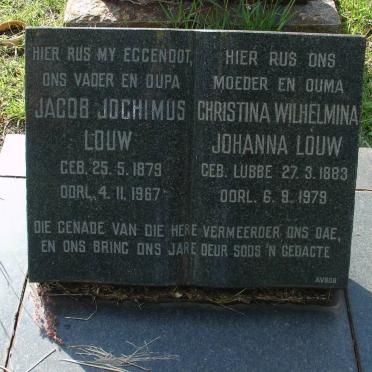 HIER RUS MY EGGENOOT,
ONS VADER EN OUPA
JACOB JOCHIMUS
LOUW
GEB. 25.5.1879
OORL. 4.11.1967
HIER RUS ONS
MOEDER EN OUMA
CHRISTINA WILHELMINA
JOHANNA LOUW
GEB. LUBBE 27.3.1883
OORL. 6.9.1979
DIE GENADE VAN DIE HERE VERMEERDER ONS DAE,
EN ONS BRING ONS JARE DEUR SOOS 'N GEDAGTE
AVBOB